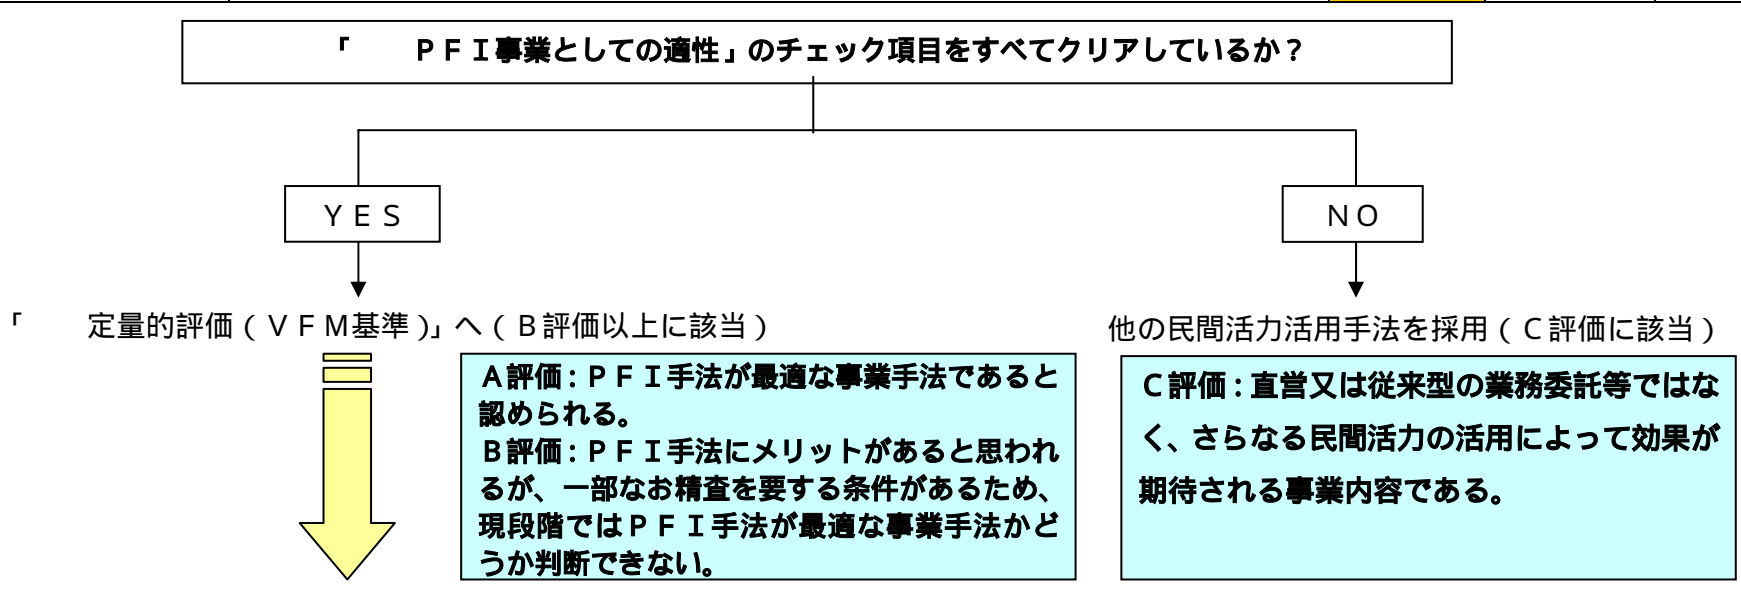 「　　ＰＦＩ事業としての適性」のチェック項目をすべてクリアしているか？
ＹＥＳ
ＮＯ
「　　定量的評価（ＶＦＭ基準）」へ（Ｂ評価以上に該当）
他の民間活力活用手法を採用（Ｃ評価に該当）
Ａ評価：ＰＦＩ手法が最適な事業手法であると
認められる。
Ｂ評価：ＰＦＩ手法にメリットがあると思われ
るが、一部なお精査を要する条件があるため、
現段階ではＰＦＩ手法が最適な事業手法かど
うか判断できない。
Ｃ評価：直営又は従来型の業務委託等ではな
く、さらなる民間活力の活用によって効果が
期待される事業内容である。